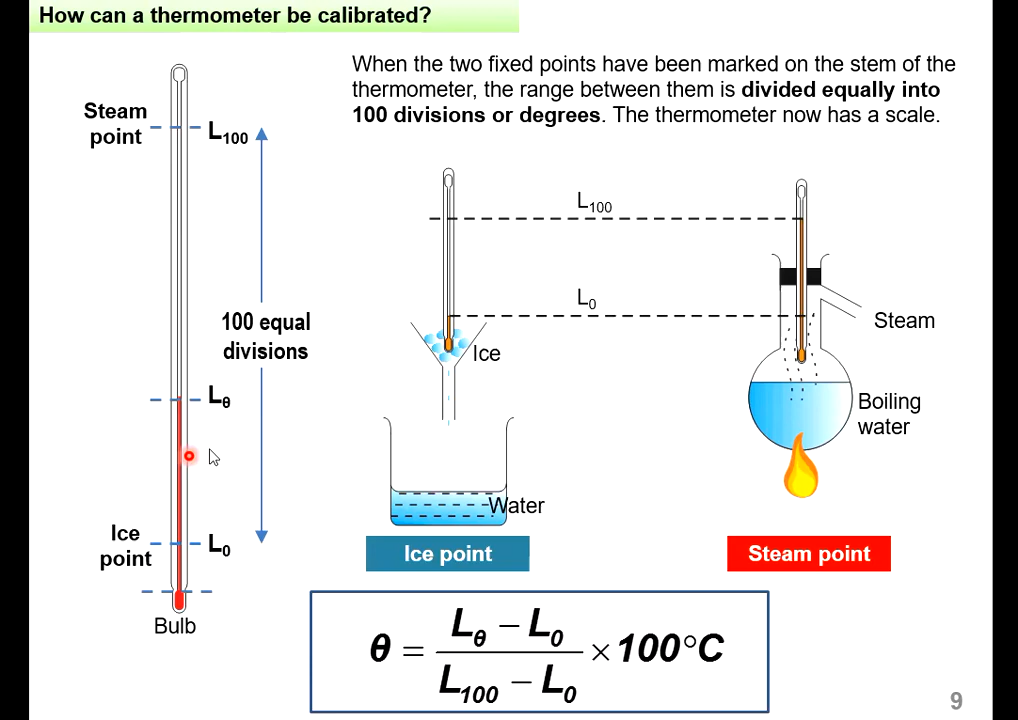 How can a thermometer be calibrated?
When the two fixed points have been marked on the stem of the
thermometer, the range between them is divided equally into
100 divisions or degrees. The thermometer now has a scale.
Steam
point
L100
100 equal
divisions
Lθ
Ice
point
L0
Bulb
L100
L0
Ice
Water
Ice point
Steam
Boiling
water
Steam point
θ = (Lθ − L0) / (L100 − L0) × 100°C
9